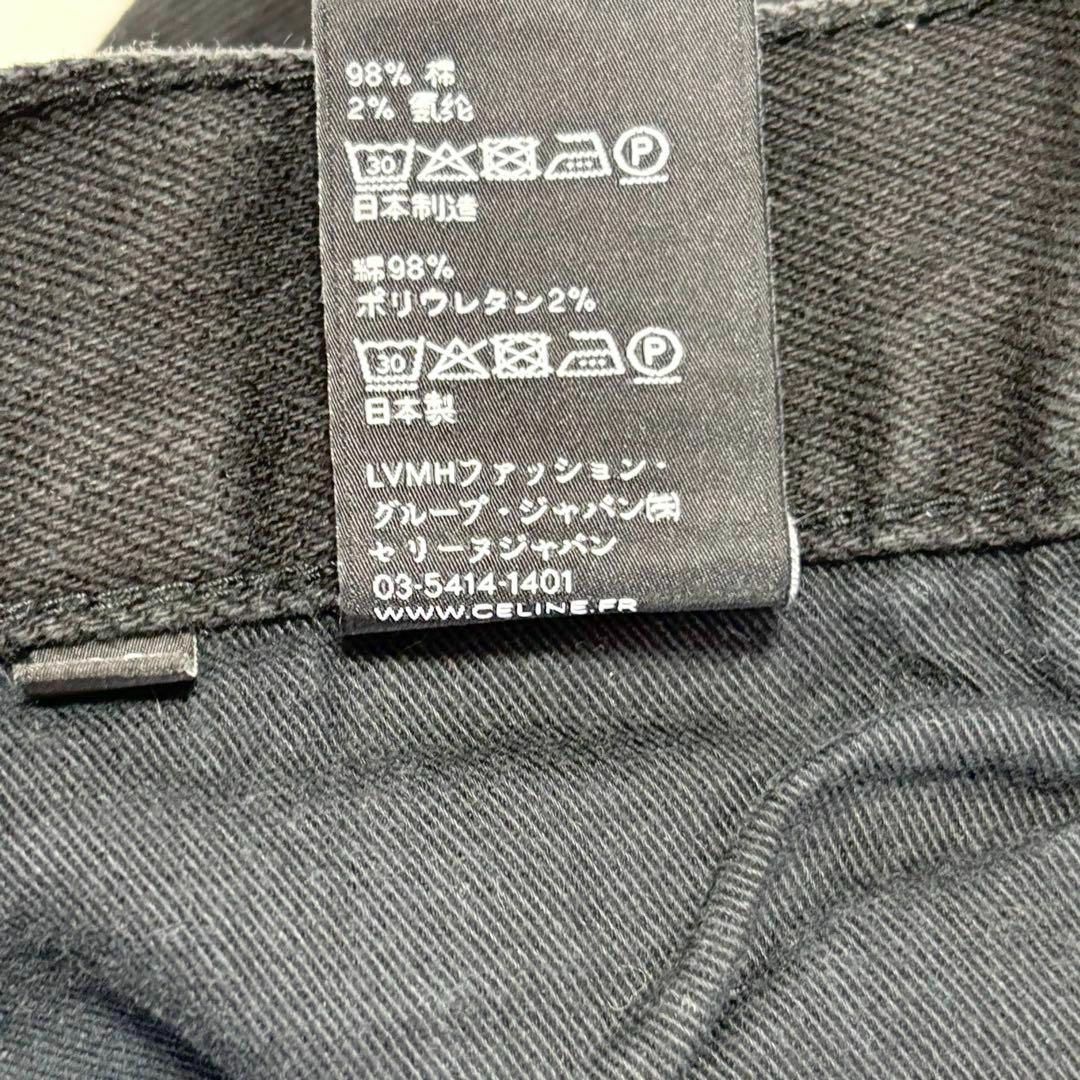 98% 棉
2% 氨纶
30 P
日本制造
綿98%
ポリウレタン2%
30 P
日本製
LVMHファッション・
グループ・ジャパン㈱
セリーヌジャパン
03-5414-1401
WWW.CELINE.FR